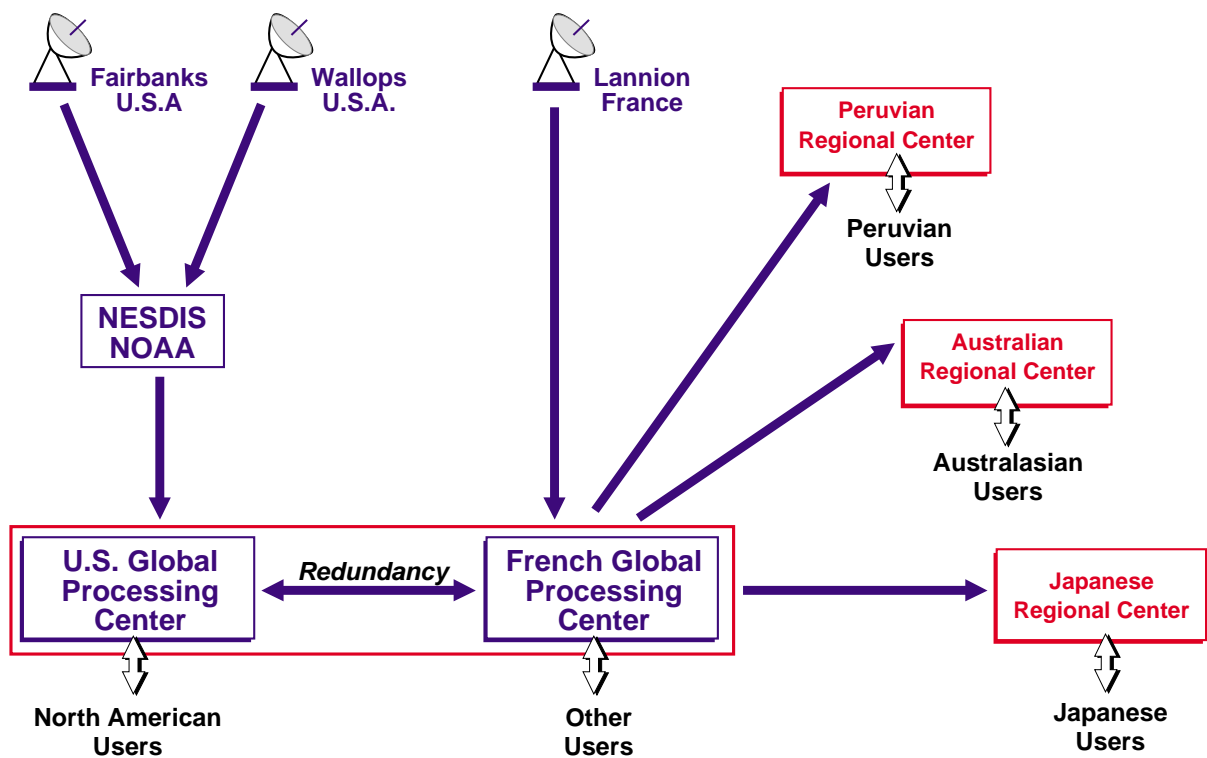 Fairbanks
U.S.A
Wallops
U.S.A.
Lannion
France
Peruvian
Regional Center
Peruvian
Users
NESDIS
NOAA
Australian
Regional Center
Australasian
Users
U.S. Global
Processing
Center
Redundancy
French Global
Processing
Center
Japanese
Regional Center
North American
Users
Other
Users
Japanese
Users